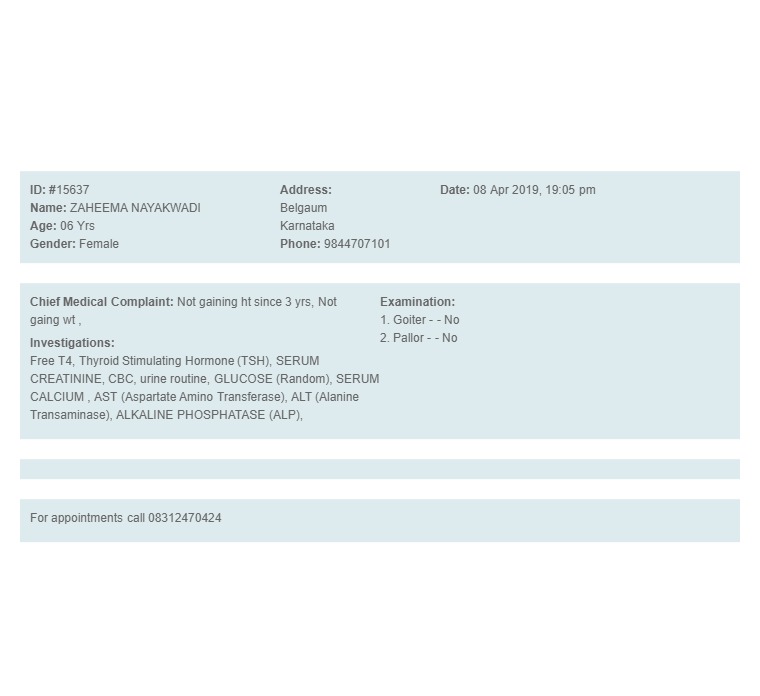 ID: #15637
Name: ZAHEEMA NAYAKWADI
Age: 06 Yrs
Gender: Female
Address:
Belgaum
Karnataka
Phone: 9844707101
Date: 08 Apr 2019, 19:05 pm
Chief Medical Complaint: Not gaining ht since 3 yrs, Not
gaing wt ,
Investigations:
Free T4, Thyroid Stimulating Hormone (TSH), SERUM
CREATININE, CBC, urine routine, GLUCOSE (Random), SERUM
CALCIUM , AST (Aspartate Amino Transferase), ALT (Alanine
Transaminase), ALKALINE PHOSPHATASE (ALP),
Examination:
1. Goiter - - No
2. Pallor - - No
For appointments call 08312470424